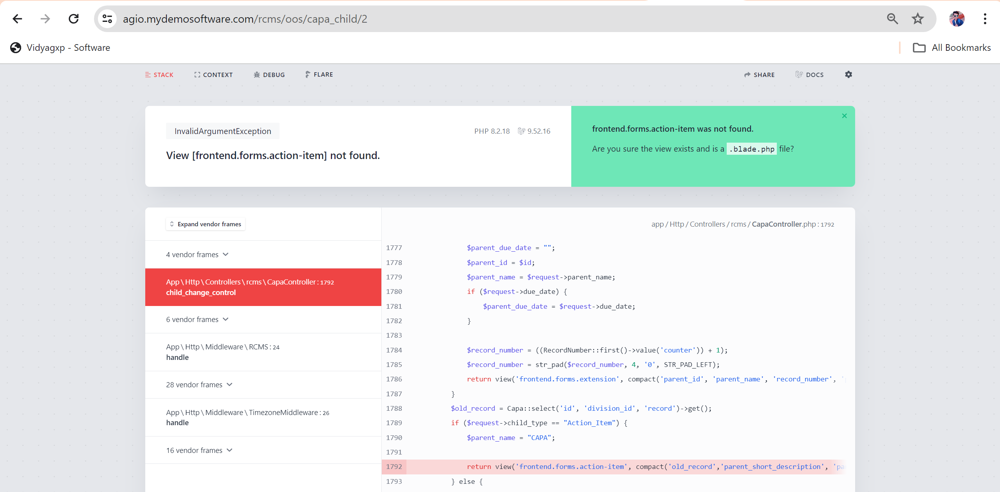 agio.mydemosoftware.com/rcms/oos/capa_child/2
Vidyagxp - Software
All Bookmarks
STACK CONTEXT DEBUG FLARE SHARE DOCS
InvalidArgumentException
PHP 8.2.18 9.52.16
View [frontend.forms.action-item] not found.
frontend.forms.action-item was not found.
Are you sure the view exists and is a .blade.php file?
Expand vendor frames
4 vendor frames
App\Http\Controllers\rcms\CapaController:1792
child_change_control
6 vendor frames
App\Http\Middleware\RCMS:24
handle
28 vendor frames
App\Http\Middleware\TimezoneMiddleware:26
handle
16 vendor frames
app/Http/Controllers/rcms/CapaController.php:1792
1777 $parent_due_date = "";
1778 $parent_id = $id;
1779 $parent_name = $request->parent_name;
1780 if ($request->due_date) {
1781 $parent_due_date = $request->due_date;
1782 }
1783
1784 $record_number = ((RecordNumber::first()->value('counter')) + 1);
1785 $record_number = str_pad($record_number, 4, '0', STR_PAD_LEFT);
1786 return view('frontend.forms.extension', compact('parent_id', 'parent_name', 'record_number', '
1787 }
1788 $old_record = Capa::select('id', 'division_id', 'record')->get();
1789 if ($request->child_type == "Action_Item") {
1790 $parent_name = "CAPA";
1791
1792 return view('frontend.forms.action-item', compact('old_record','parent_short_description', 'pa
1793 } else {